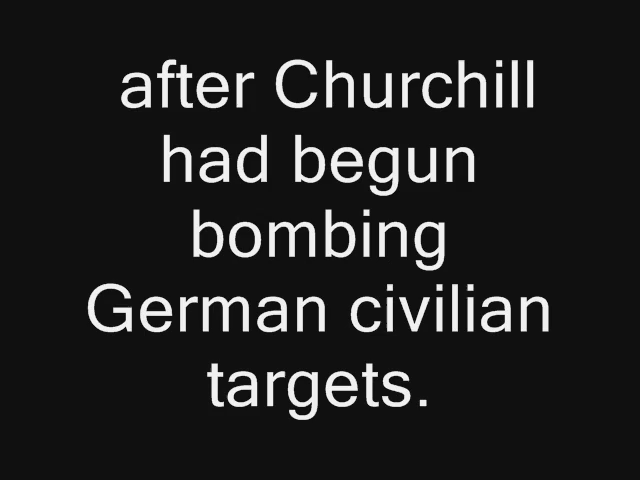 after Churchill
had begun
bombing
German civilian
targets.